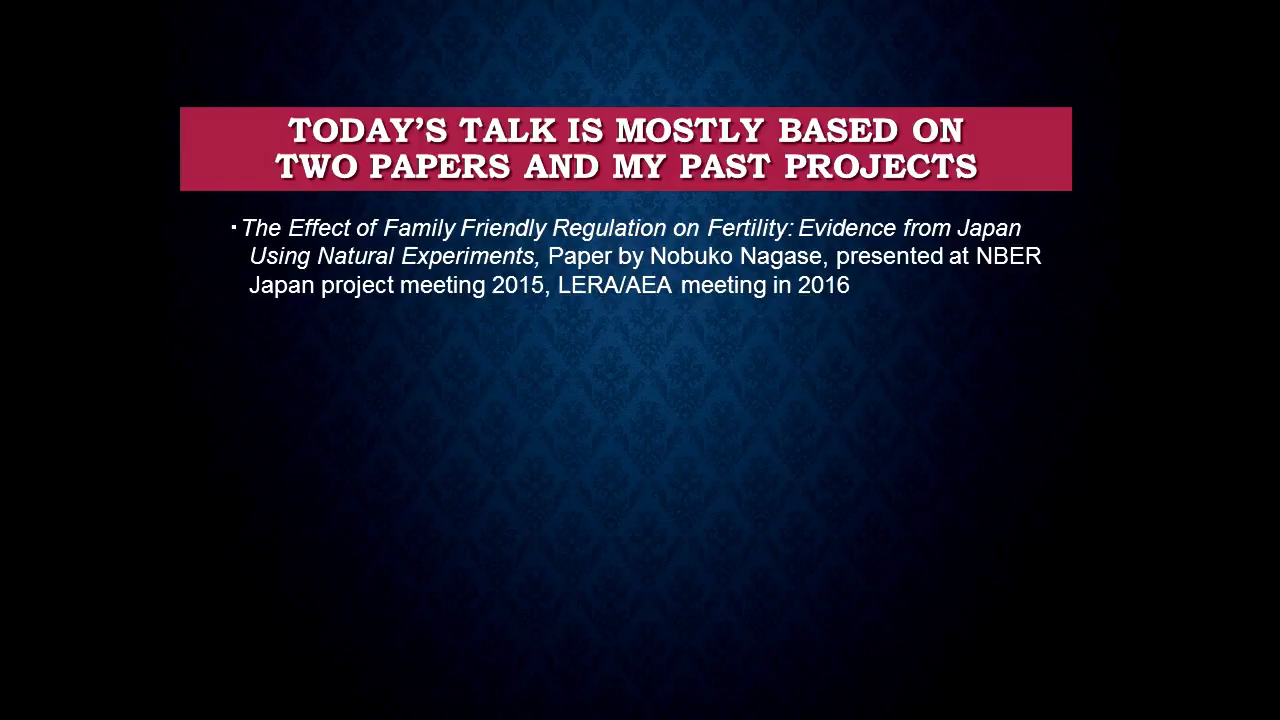 TODAY’S TALK IS MOSTLY BASED ON
TWO PAPERS AND MY PAST PROJECTS
▪ The Effect of Family Friendly Regulation on Fertility: Evidence from Japan
Using Natural Experiments, Paper by Nobuko Nagase, presented at NBER
Japan project meeting 2015, LERA/AEA meeting in 2016